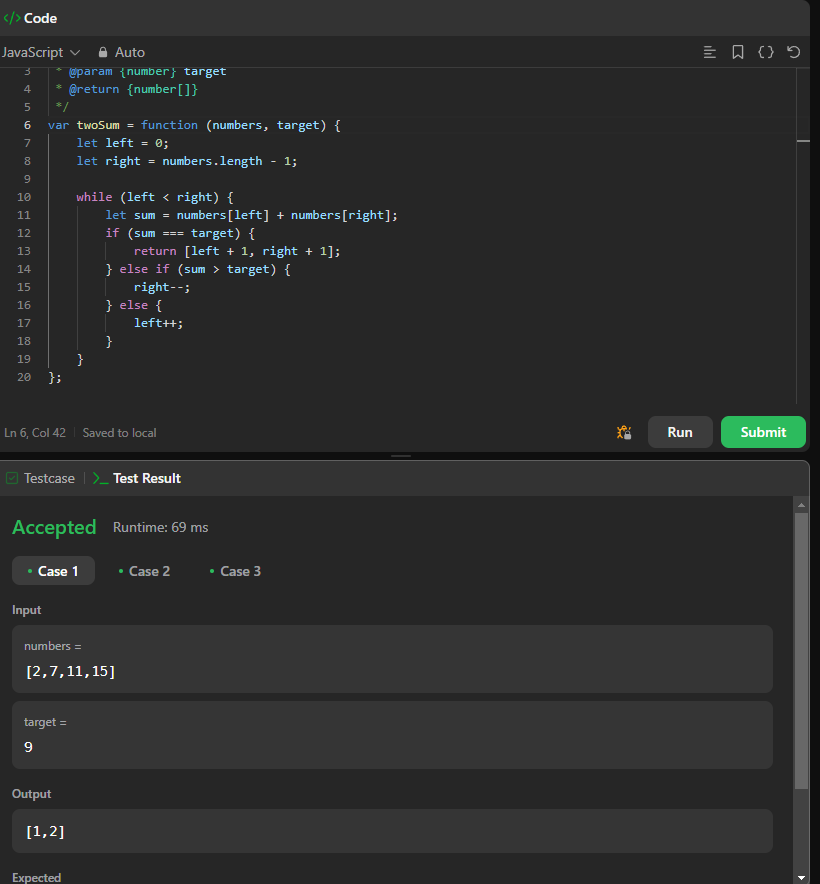 </> Code
JavaScript Auto
3 * @param {number} target
4 * @return {number[]}
5 */
6 var twoSum = function (numbers, target) {
7 let left = 0;
8 let right = numbers.length - 1;
9
10 while (left < right) {
11 let sum = numbers[left] + numbers[right];
12 if (sum === target) {
13 return [left + 1, right + 1];
14 } else if (sum > target) {
15 right--;
16 } else {
17 left++;
18 }
19 }
20 };
Ln 6, Col 42 Saved to local
Run Submit
Testcase >_ Test Result
Accepted Runtime: 69 ms
• Case 1 • Case 2 • Case 3
Input
numbers =
[2,7,11,15]
target =
9
Output
[1,2]
Expected